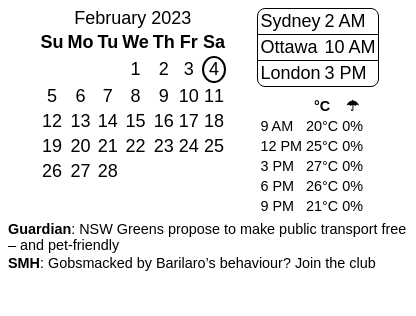 February 2023
Su Mo Tu We Th Fr Sa
1 2 3 4
5 6 7 8 9 10 11
12 13 14 15 16 17 18
19 20 21 22 23 24 25
26 27 28
Sydney 2 AM
Ottawa 10 AM
London 3 PM
°C ☂
9 AM 20°C 0%
12 PM 25°C 0%
3 PM 27°C 0%
6 PM 26°C 0%
9 PM 21°C 0%
Guardian: NSW Greens propose to make public transport free
– and pet-friendly
SMH: Gobsmacked by Barilaro’s behaviour? Join the club